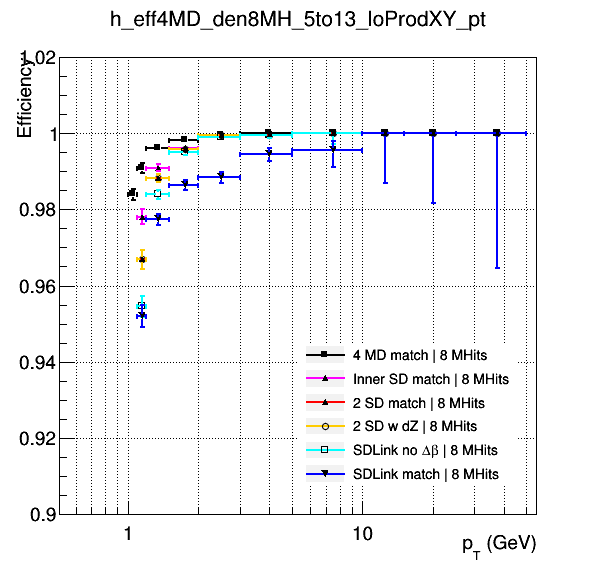 h_eff4MD_den8MH_5to13_loProdXY_pt
Efficiency
1.02
1
0.98
0.96
0.94
0.92
0.9
4 MD match | 8 MHits
Inner SD match | 8 MHits
2 SD match | 8 MHits
2 SD w dZ | 8 MHits
SDLink no Δβ | 8 MHits
SDLink match | 8 MHits
1
10
p_T (GeV)